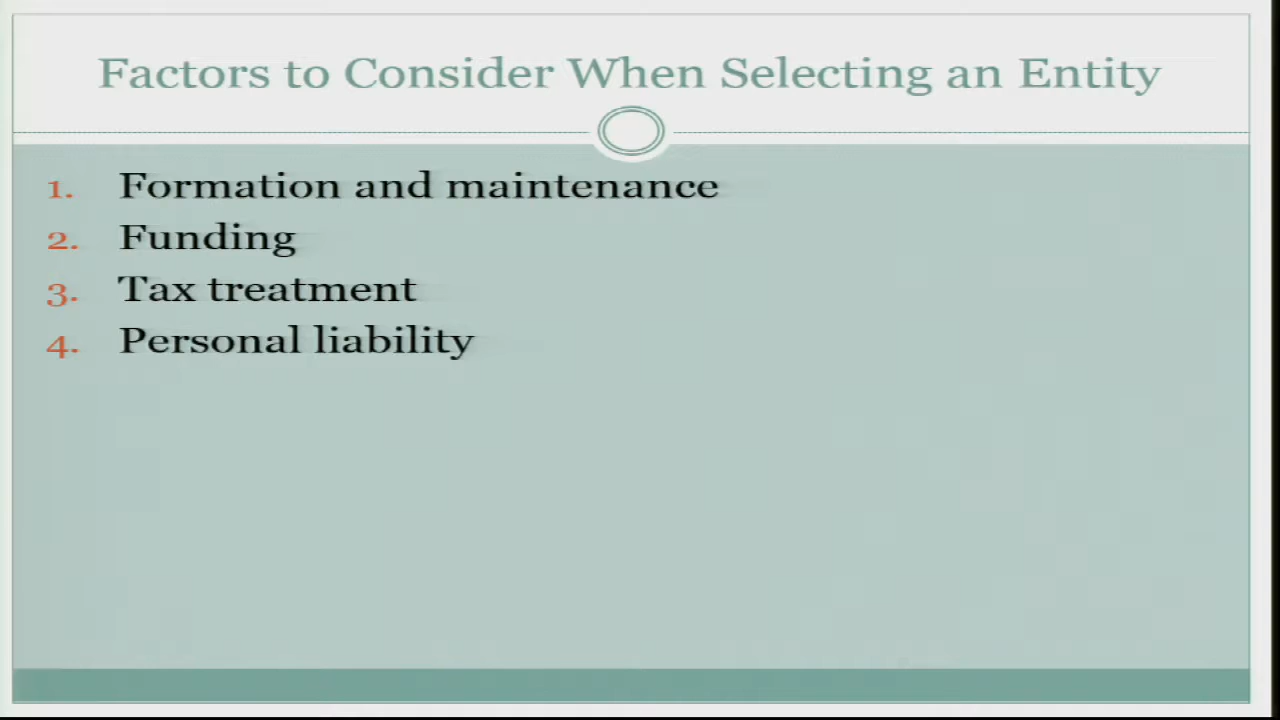 Factors to Consider When Selecting an Entity
1. Formation and maintenance
2. Funding
3. Tax treatment
4. Personal liability